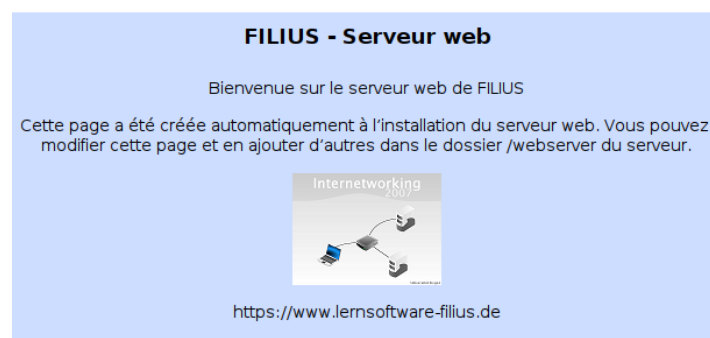 FILIUS - Serveur web
Bienvenue sur le serveur web de FILIUS
Cette page a été créée automatiquement à l'installation du serveur web. Vous pouvez
modifier cette page et en ajouter d'autres dans le dossier /webserver du serveur.
Internetworking
2007
https://www.lernsoftware-filius.de